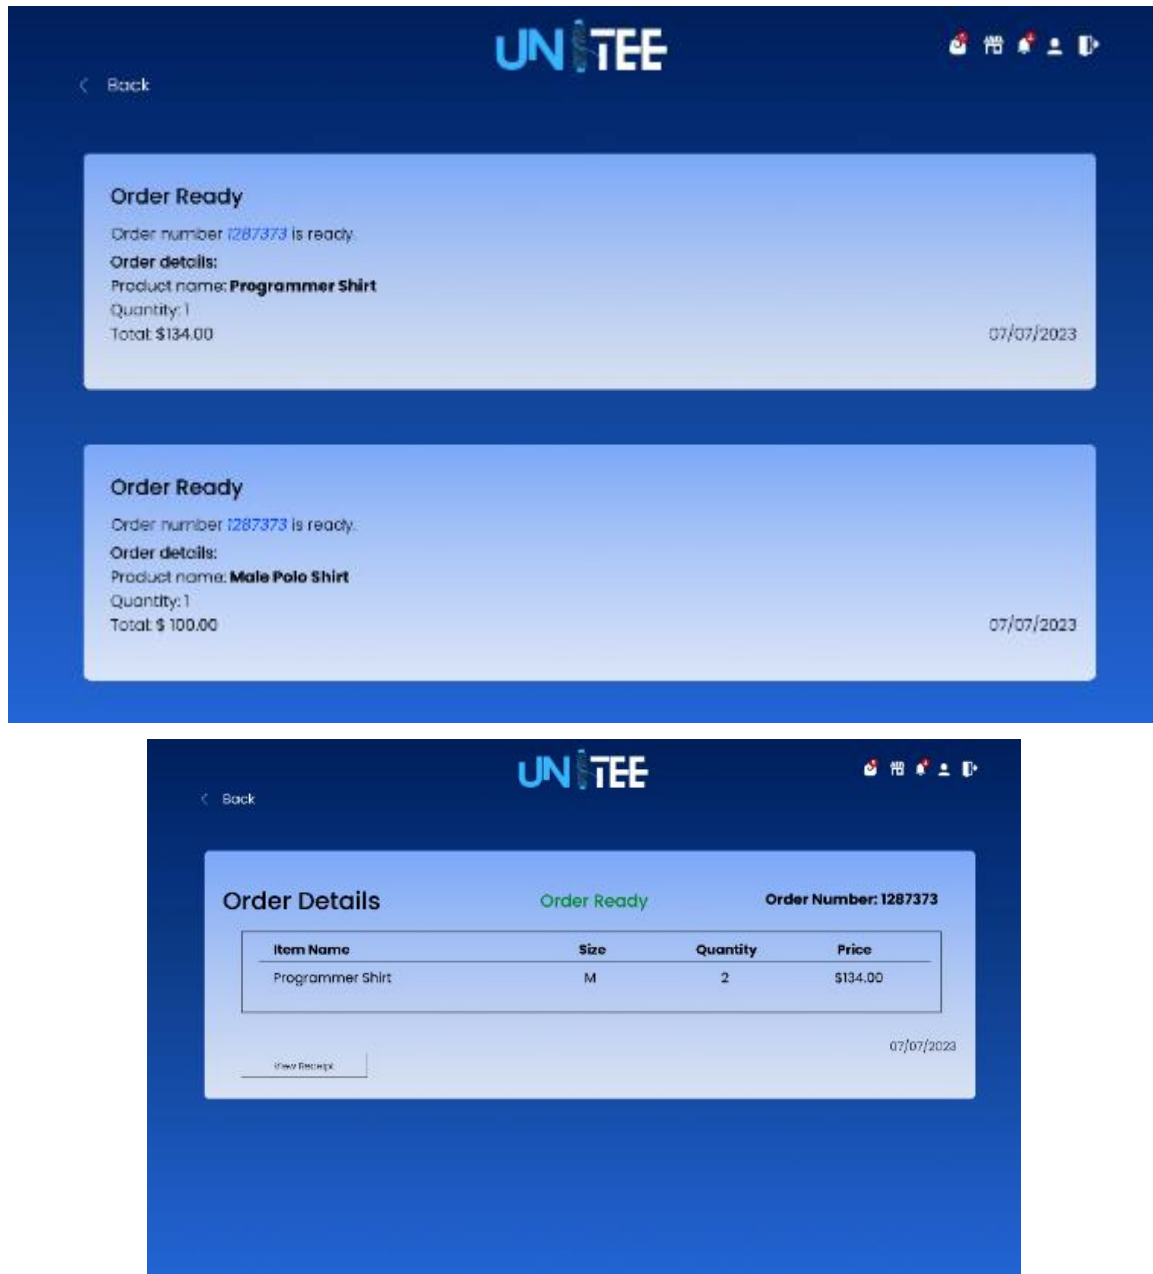 UNITEE
Back
Order Ready
Order number 1287373 is ready.
Order details:
Product name: Programmer Shirt
Quantity: 1
Total: $134.00
07/07/2023
Order Ready
Order number 1287373 is ready.
Order details:
Product name: Male Polo Shirt
Quantity: 1
Total: $ 100.00
07/07/2023
UNITEE
Back
Order Details Order Ready Order Number: 1287373
Item Name Size Quantity Price
Programmer Shirt M 2 $134.00
07/07/2023
View Receipt